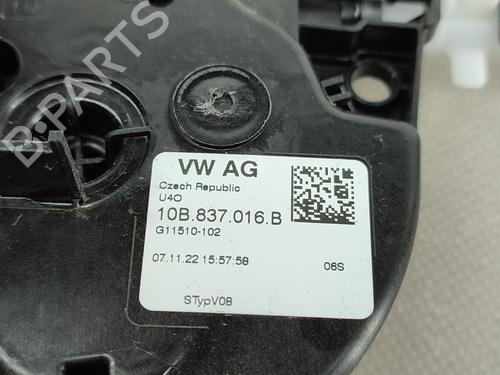 B-PARTS
VW AG
Czech Republic
U4O
10B.837.016.B
G11510-102
07.11.22 15:57:58
06S
STypV08